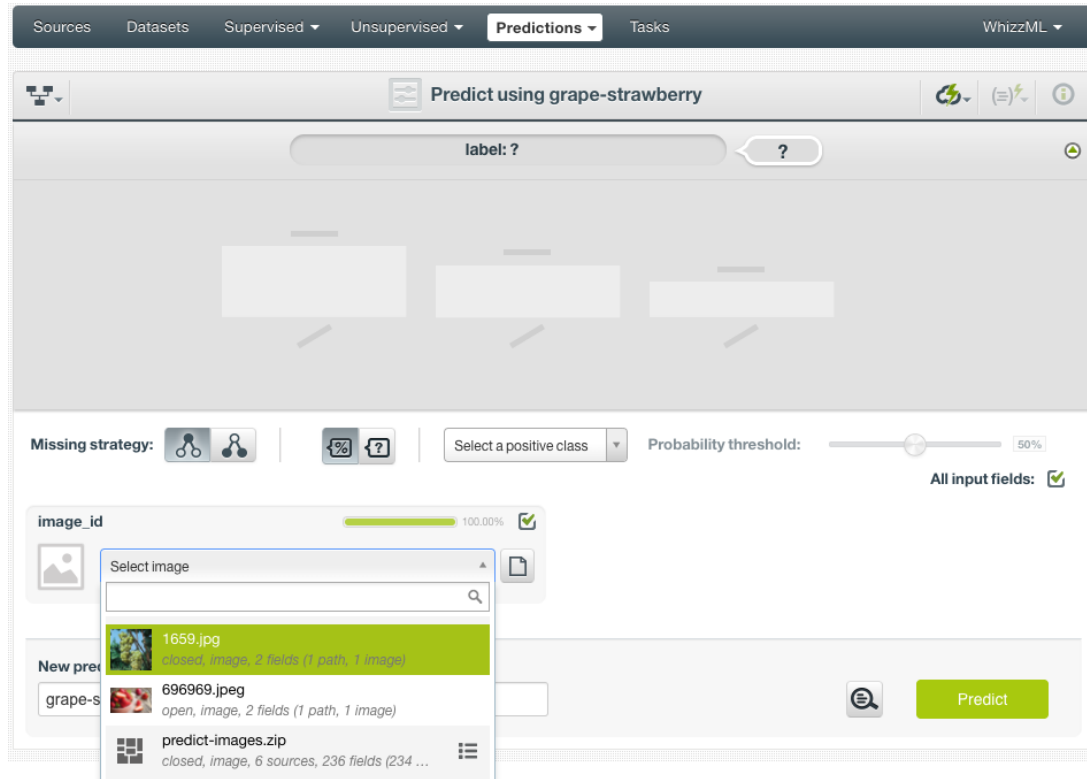 Sources Datasets Supervised Unsupervised Predictions Tasks WhizzML
Predict using grape-strawberry
label: ? ?
Missing strategy: Select a positive class Probability threshold: 50%
All input fields:
image_id 100.00%
Select image
1659.jpg
closed, image, 2 fields (1 path, 1 image)
696969.jpeg
open, image, 2 fields (1 path, 1 image)
predict-images.zip
closed, image, 6 sources, 236 fields (234 ...
New pred
grape-s
Predict